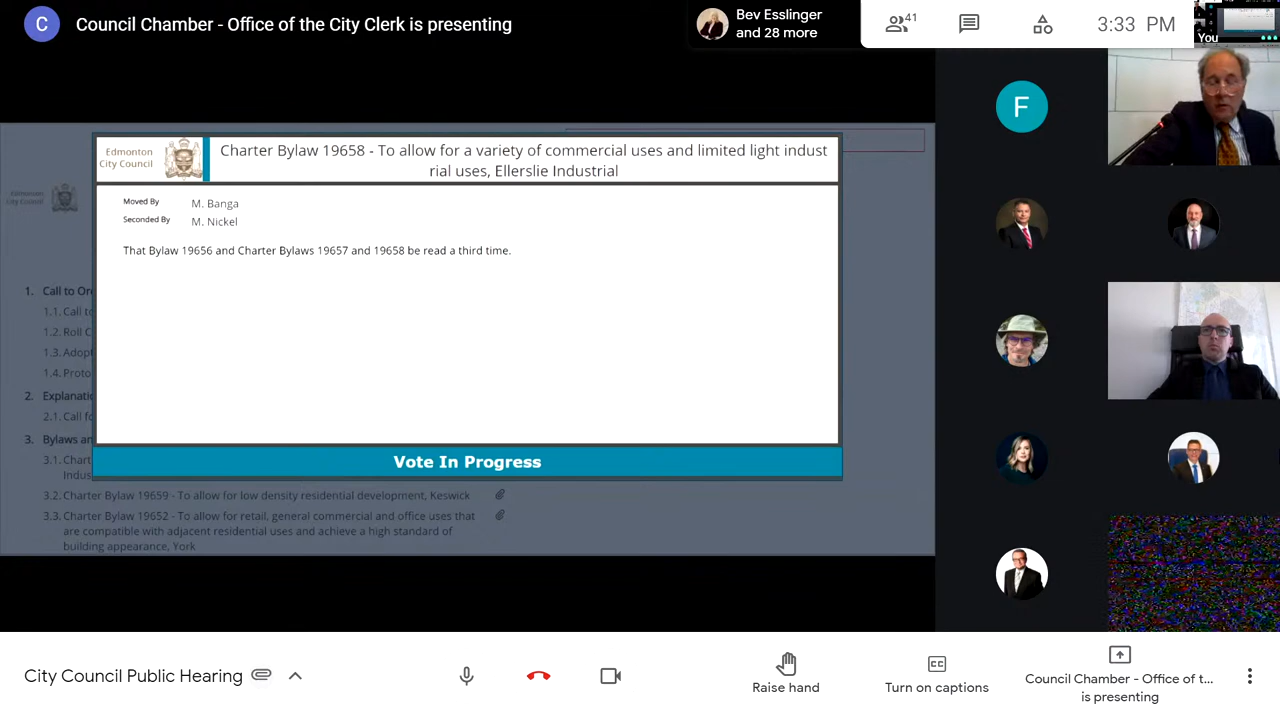 C
Council Chamber - Office of the City Clerk is presenting
Bev Esslinger
and 28 more
41
3:33 PM
You
F
Edmonton
City Council
Charter Bylaw 19658 - To allow for a variety of commercial uses and limited light indust
rial uses, Ellerslie Industrial
Moved By M. Banga
Seconded By M. Nickel
That Bylaw 19656 and Charter Bylaws 19657 and 19658 be read a third time.
Vote In Progress
Edmonton
City Council
1. Call to Or
1.1. Call t
1.2. Roll C
1.3. Adopt
1.4. Proto
2. Explanatio
2.1. Call fo
3. Bylaws an
3.1. Chart
Indus
3.2. Charter Bylaw 19659 - To allow for low density residential development, Keswick
3.3. Charter Bylaw 19652 - To allow for retail, general commercial and office uses that
are compatible with adjacent residential uses and achieve a high standard of
building appearance, York
City Council Public Hearing
Raise hand
Turn on captions
Council Chamber - Office of t...
is presenting